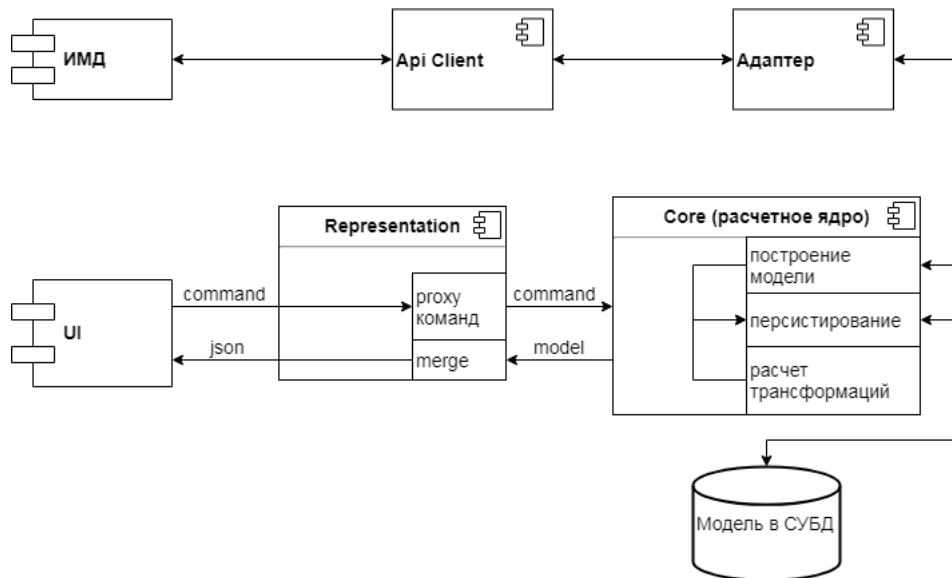 ИМД
Api Client
Адаптер
Representation
Core (расчетное ядро)
построение
модели
command
proxy
команд
command
персистирование
UI
json
merge
model
расчет
трансформаций
Модель в СУБД